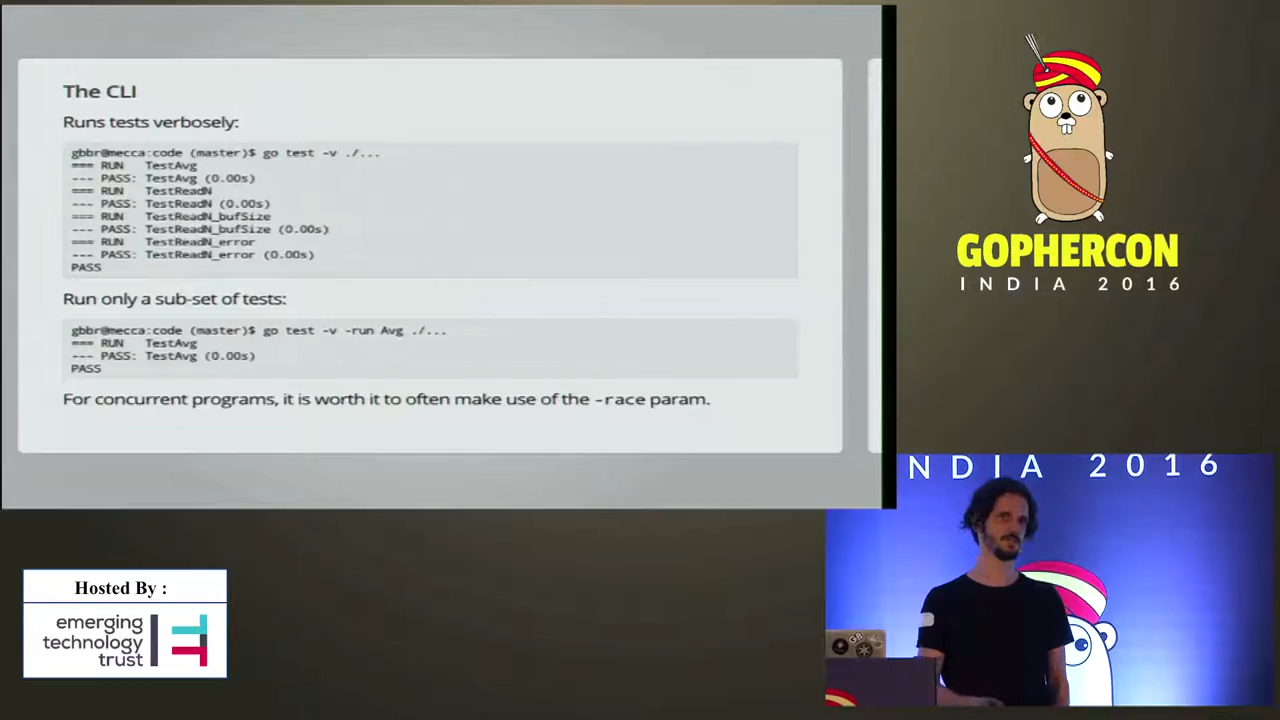 The CLI
Runs tests verbosely:
gbbr@mecca:code (master)$ go test -v ./...
=== RUN   TestAvg
--- PASS: TestAvg (0.00s)
=== RUN   TestReadN
--- PASS: TestReadN (0.00s)
=== RUN   TestReadN_bufSize
--- PASS: TestReadN_bufSize (0.00s)
=== RUN   TestReadN_error
--- PASS: TestReadN_error (0.00s)
PASS
Run only a sub-set of tests:
gbbr@mecca:code (master)$ go test -v -run Avg ./...
=== RUN   TestAvg
--- PASS: TestAvg (0.00s)
PASS
For concurrent programs, it is worth it to often make use of the -race param.
GOPHERCON
INDIA 2016
NDIA 2016
GB
Hosted By :
emerging
technology
trust